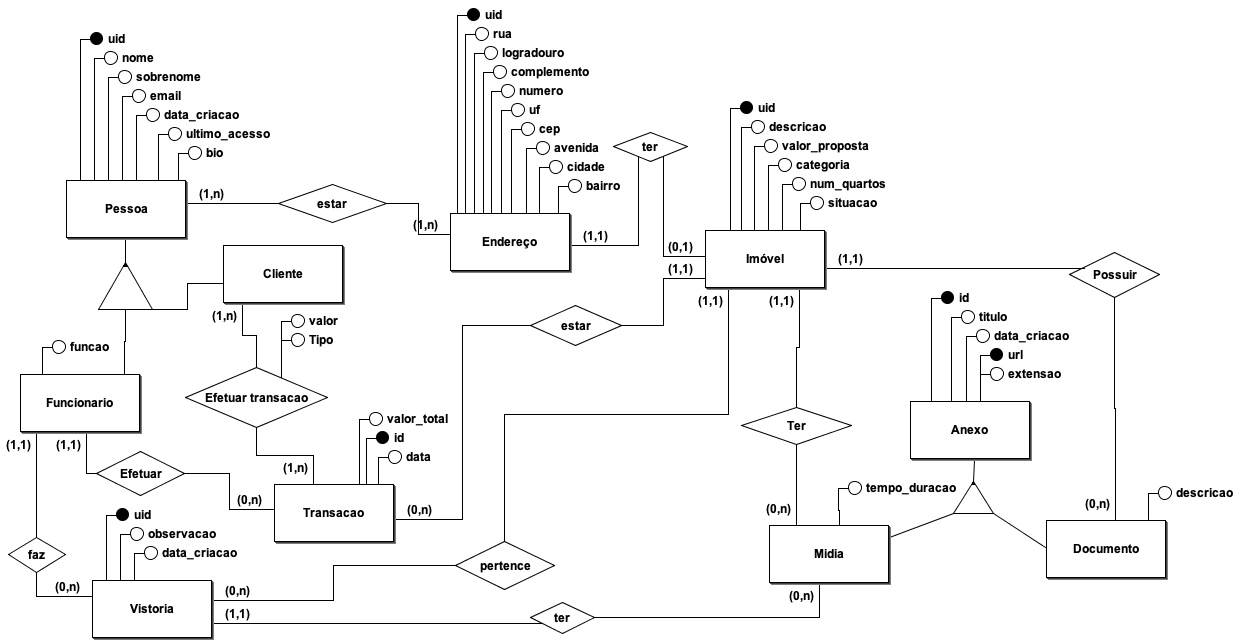 uid
nome
sobrenome
email
data_criacao
ultimo_acesso
bio
Pessoa
(1,n)
estar
(1,n)
uid
rua
logradouro
complemento
numero
uf
cep
avenida
cidade
bairro
Endereço
(1,1)
ter
(0,1)
uid
descricao
valor_proposta
categoria
num_quartos
situacao
Imóvel
(1,1)
(1,1)
(1,1)
(1,1)
Possuir
Cliente
(1,n)
valor
Tipo
Efetuar transacao
(1,n)
estar
funcao
Funcionario
(1,1)
(1,1)
Efetuar
(0,n)
valor_total
id
data
Transacao
(0,n)
id
titulo
data_criacao
url
extensao
Anexo
Ter
(0,n)
tempo_duracao
Midia
(0,n)
(0,n)
descricao
Documento
faz
(0,n)
uid
observacao
data_criacao
Vistoria
(0,n)
pertence
(1,1)
ter